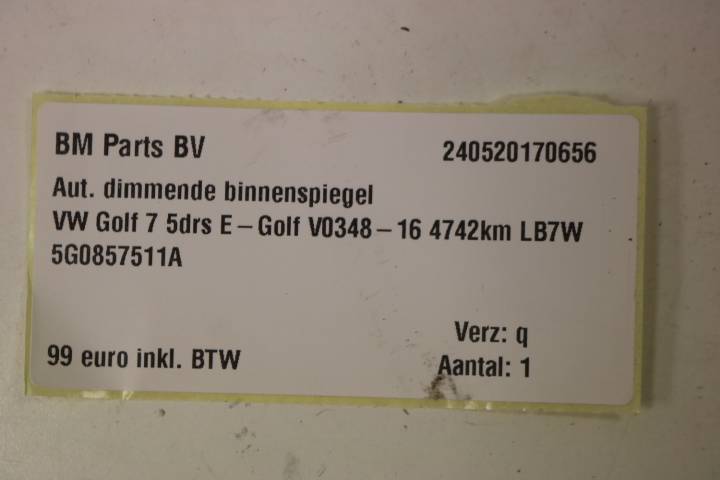 BM Parts BV 240520170656
Aut. dimmende binnenspiegel
VW Golf 7 5drs E-Golf V0348-16 4742km LB7W
5G0857511A
Verz: q
99 euro inkl. BTW Aantal: 1